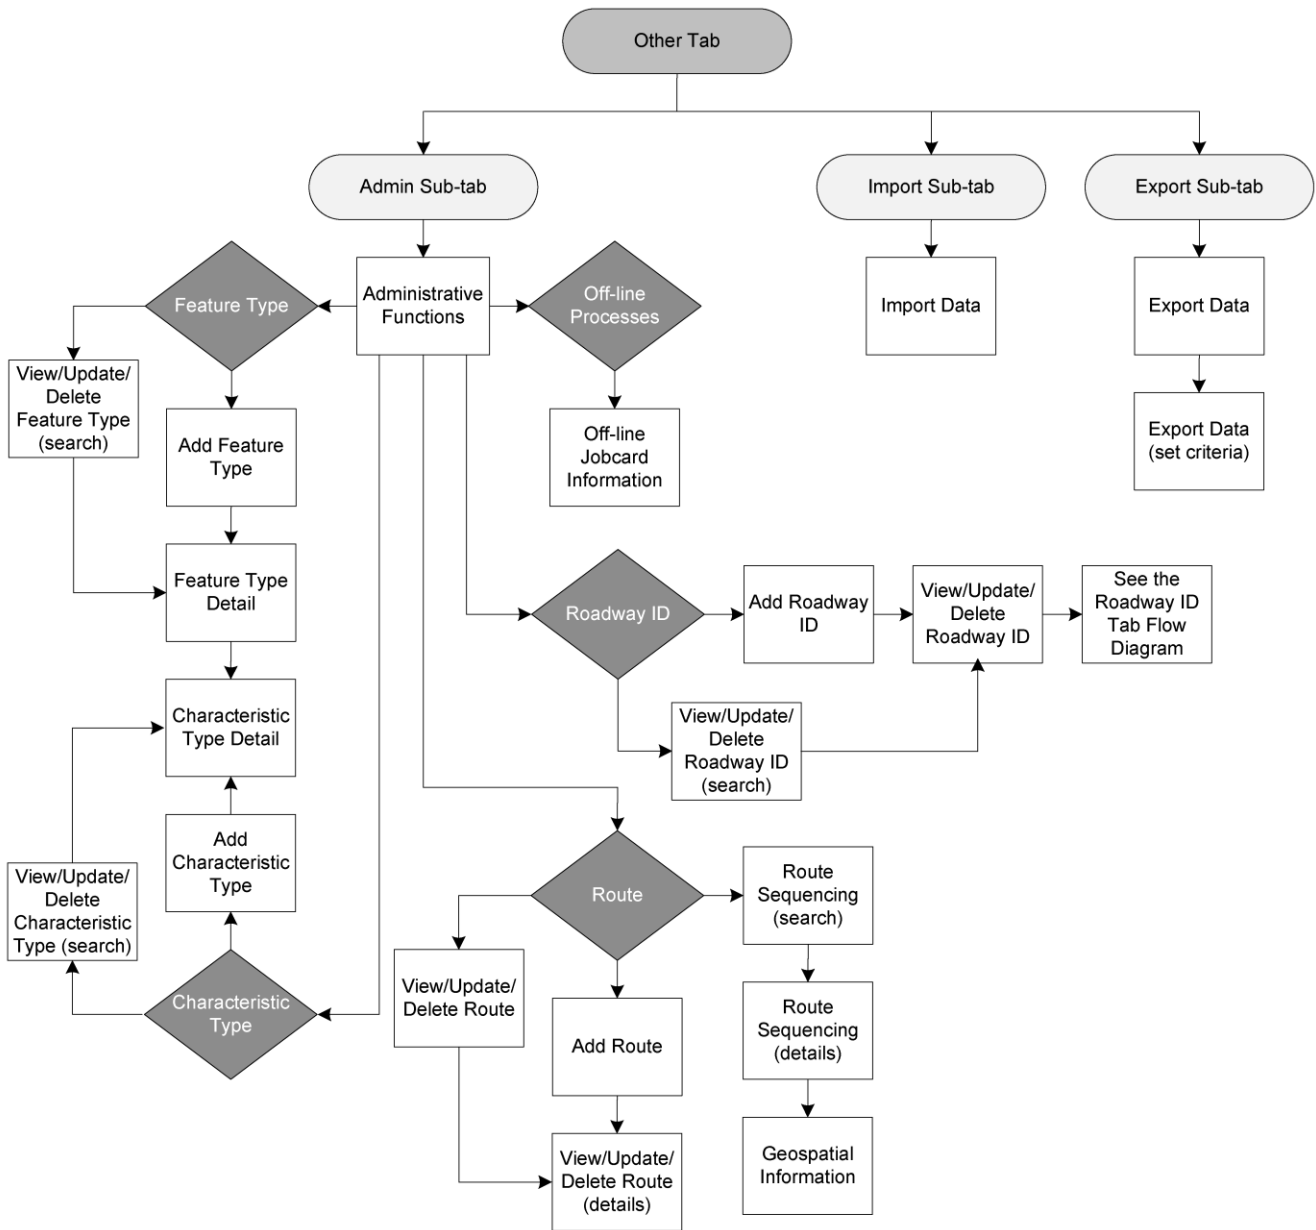 Other Tab
Admin Sub-tab
Import Sub-tab
Export Sub-tab
Feature Type
Administrative
Functions
Off-line
Processes
Import Data
Export Data
View/Update/
Delete
Feature Type
(search)
Add Feature
Type
Off-line
Jobcard
Information
Export Data
(set criteria)
Feature Type
Detail
Roadway ID
Add Roadway
ID
View/Update/
Delete
Roadway ID
See the
Roadway ID
Tab Flow
Diagram
Characteristic
Type Detail
View/Update/
Delete
Roadway ID
(search)
Add
Characteristic
Type
View/Update/
Delete
Characteristic
Type (search)
Route
Route
Sequencing
(search)
Characteristic
Type
View/Update/
Delete Route
Add Route
Route
Sequencing
(details)
View/Update/
Delete Route
(details)
Geospatial
Information